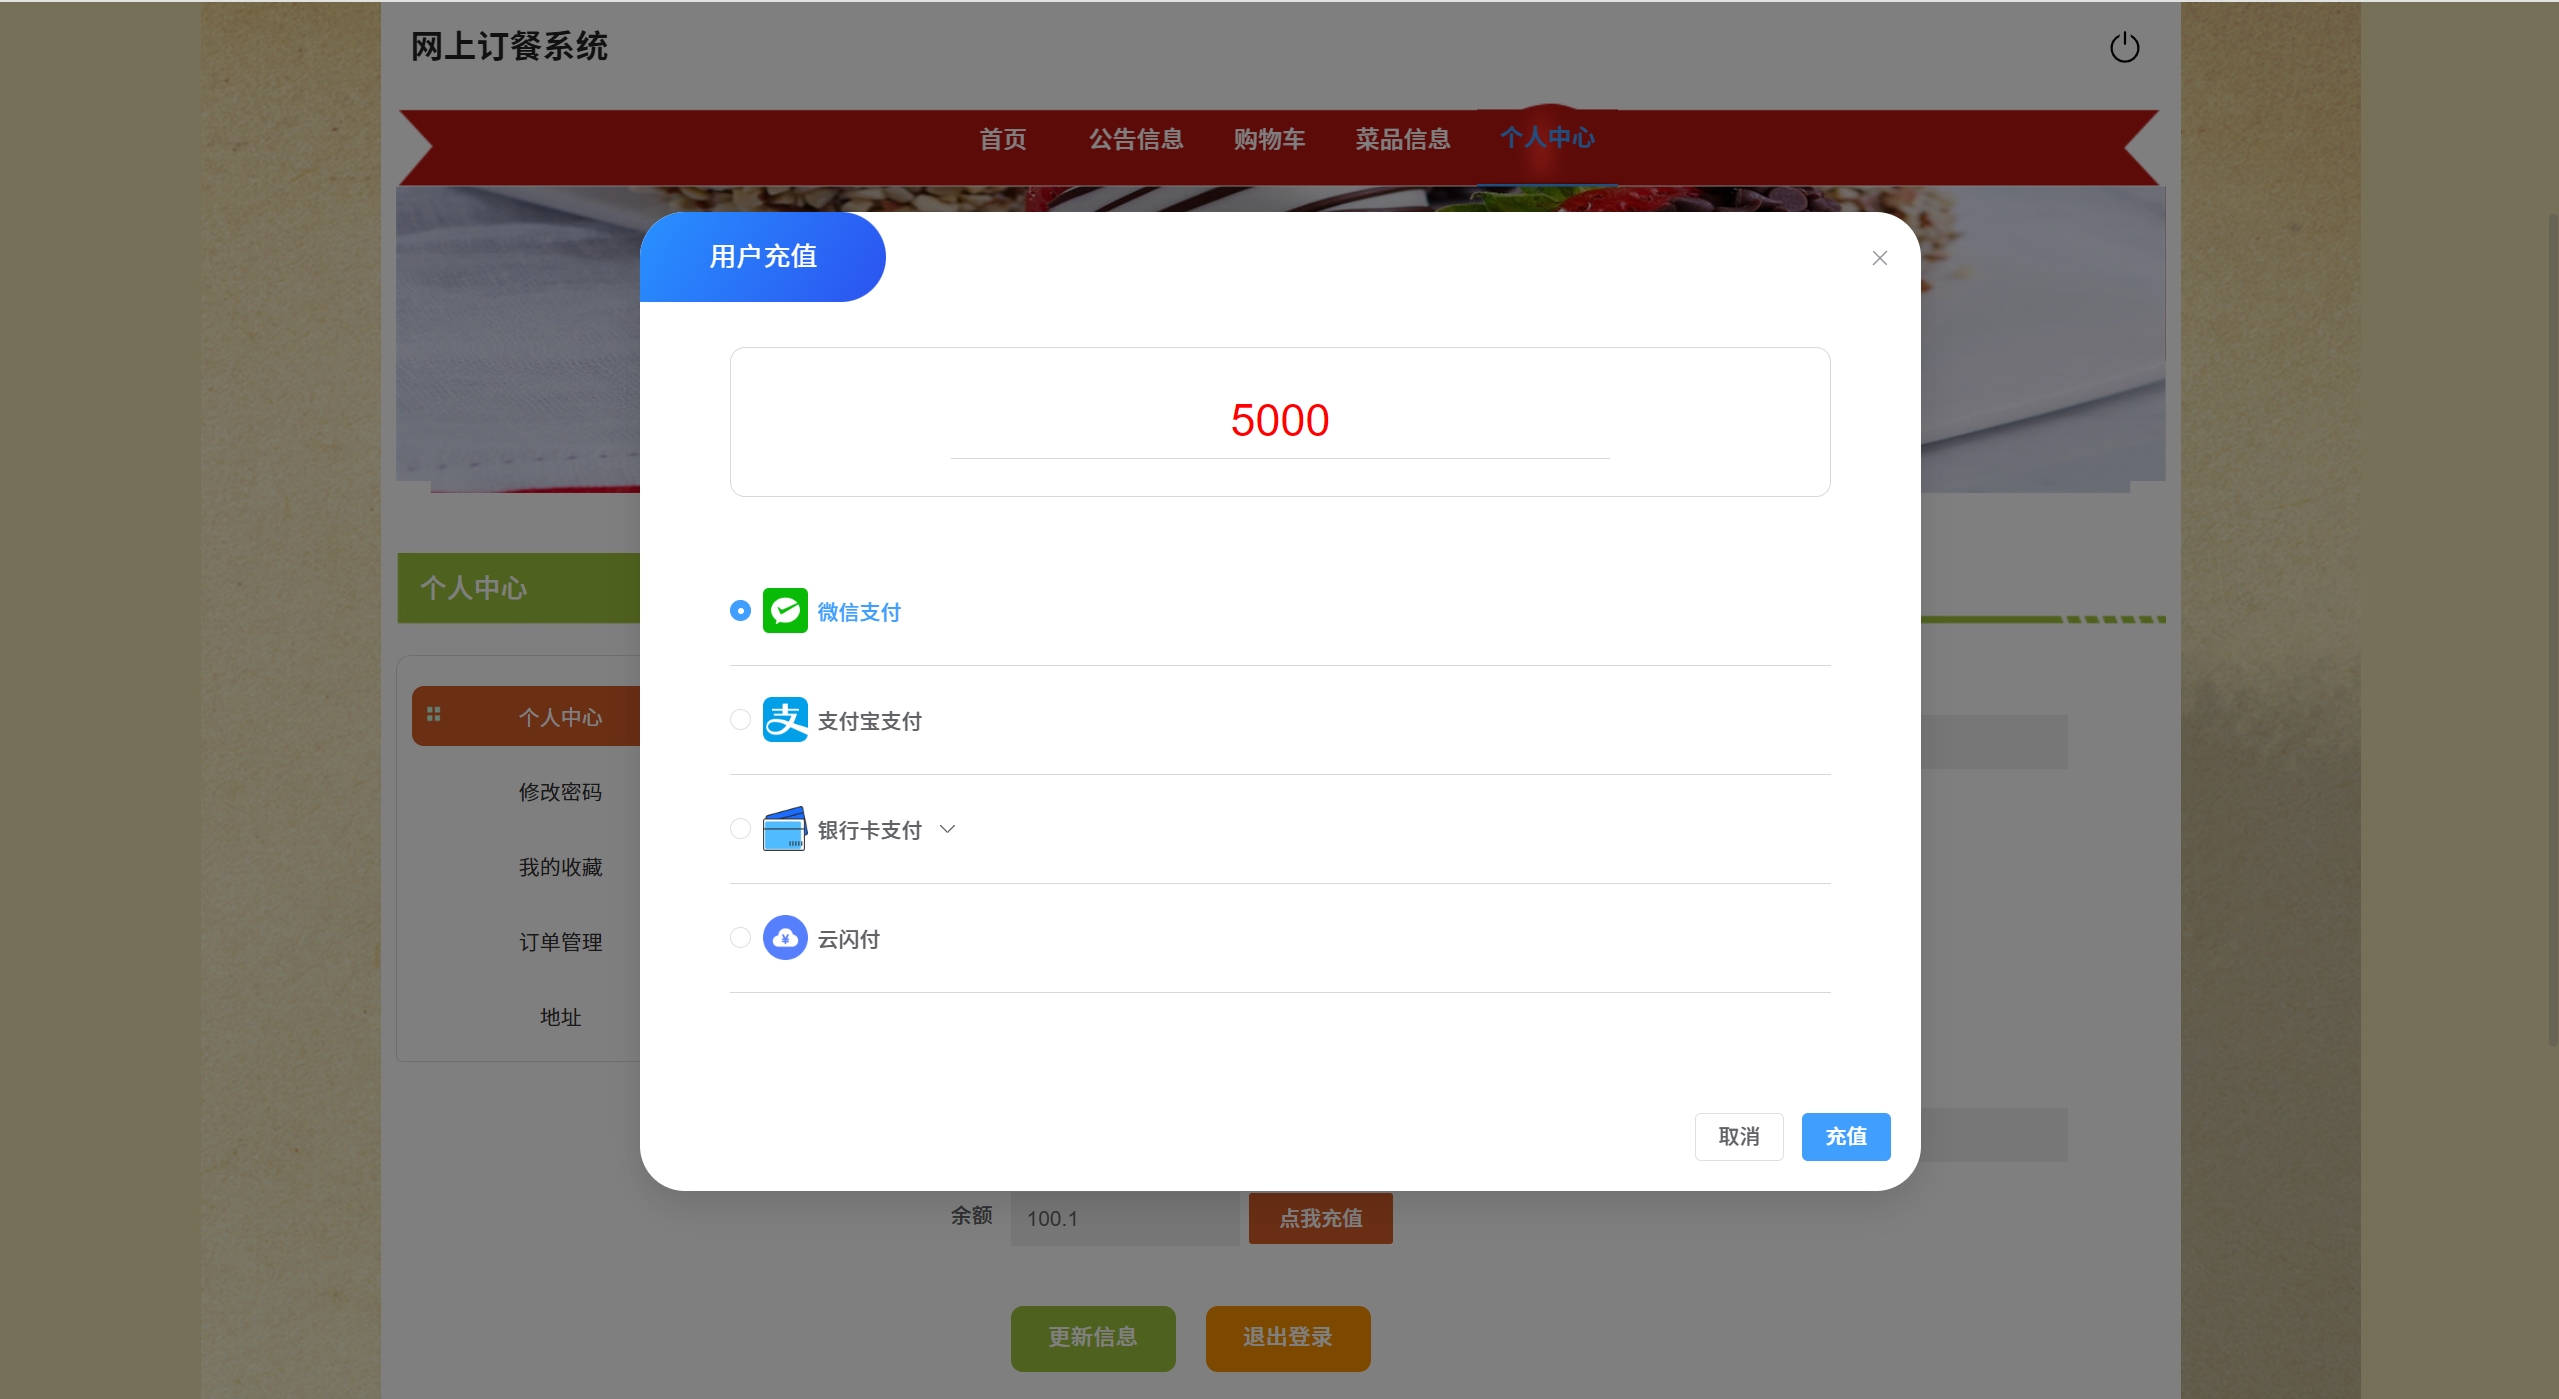 网上订餐系统
首页 公告信息 购物车 菜品信息 个人中心
用户充值
5000
个人中心
微信支付
个人中心
支付宝支付
修改密码
银行卡支付
我的收藏
订单管理
云闪付
地址
取消 充值
余额 100.1 点我充值
更新信息 退出登录